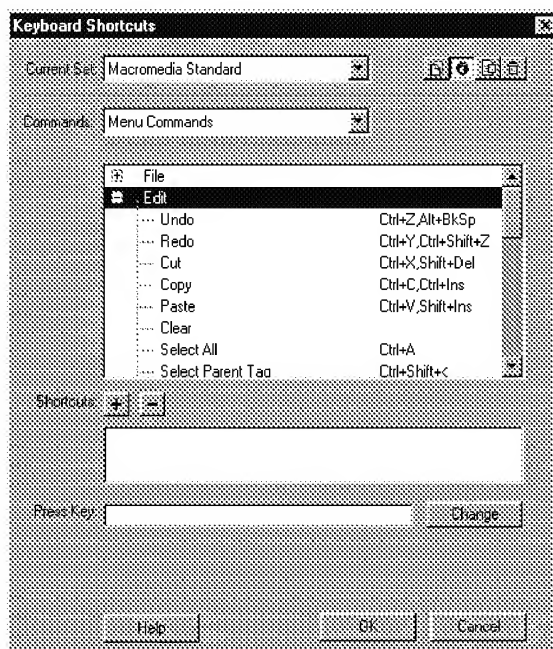 Keyboard Shortcuts
Current Set: Macromedia Standard
Commands: Menu Commands
File
Edit
Undo Ctrl+Z,Alt+BkSp
Redo Ctrl+Y,Ctrl+Shift+Z
Cut Ctrl+X,Shift+Del
Copy Ctrl+C,Ctrl+Ins
Paste Ctrl+V,Shift+Ins
Clear
Select All Ctrl+A
Select Parent Tag Ctrl+Shift+<
Shortcuts:
Press Key: Change
Help OK Cancel